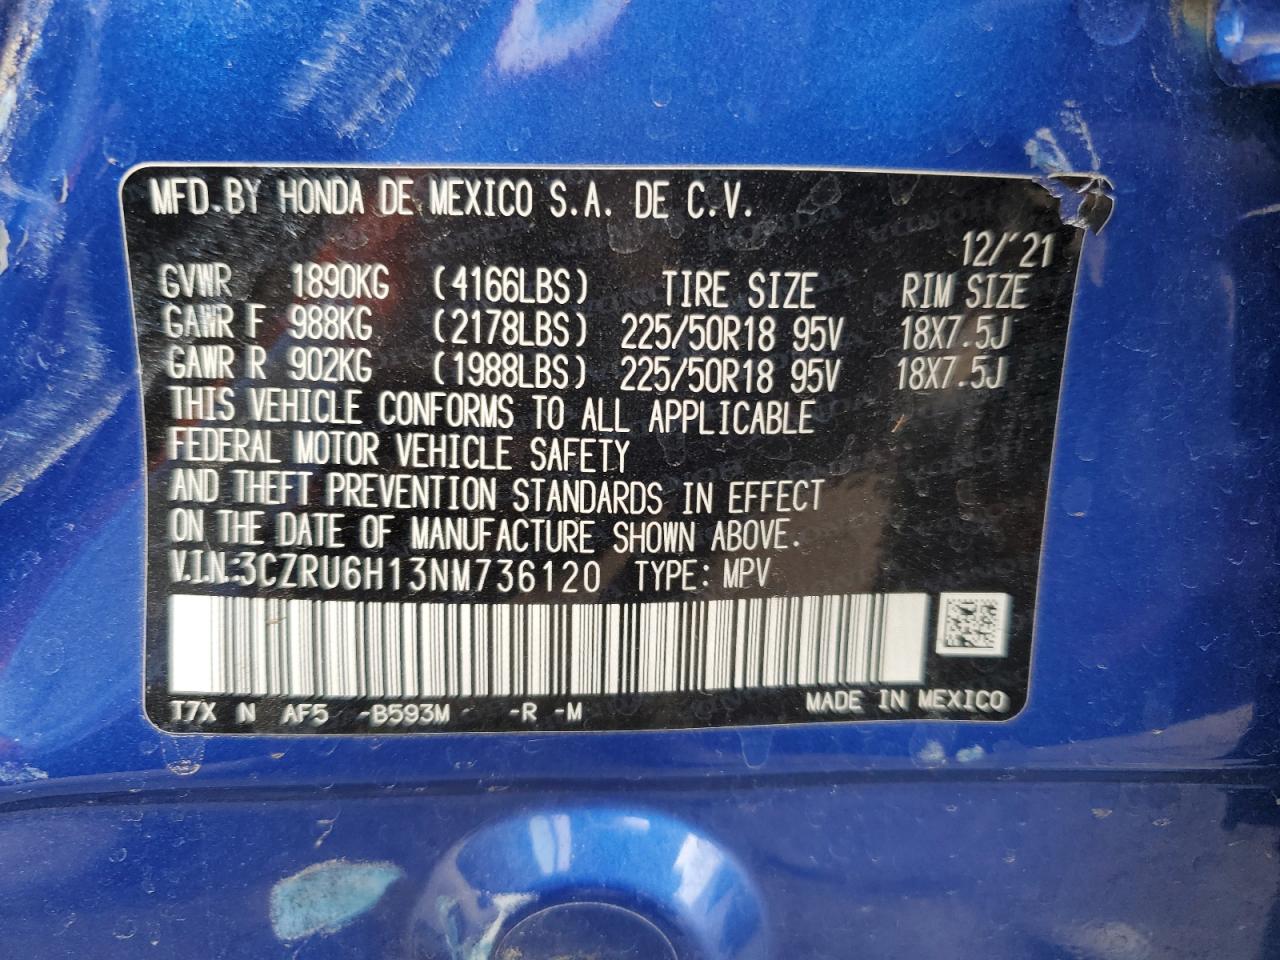 MFD.BY HONDA DE MEXICO S.A. DE C.V.
12/'21
GVWR 1890KG (4166LBS) TIRE SIZE RIM SIZE
GAWR F 988KG (2178LBS) 225/50R18 95V 18X7.5J
GAWR R 902KG (1988LBS) 225/50R18 95V 18X7.5J
THIS VEHICLE CONFORMS TO ALL APPLICABLE
FEDERAL MOTOR VEHICLE SAFETY
AND THEFT PREVENTION STANDARDS IN EFFECT
ON THE DATE OF MANUFACTURE SHOWN ABOVE.
V.I.N:3CZRU6H13NM736120 TYPE: MPV
T7X N AF5 -B593M -R -M MADE IN MEXICO